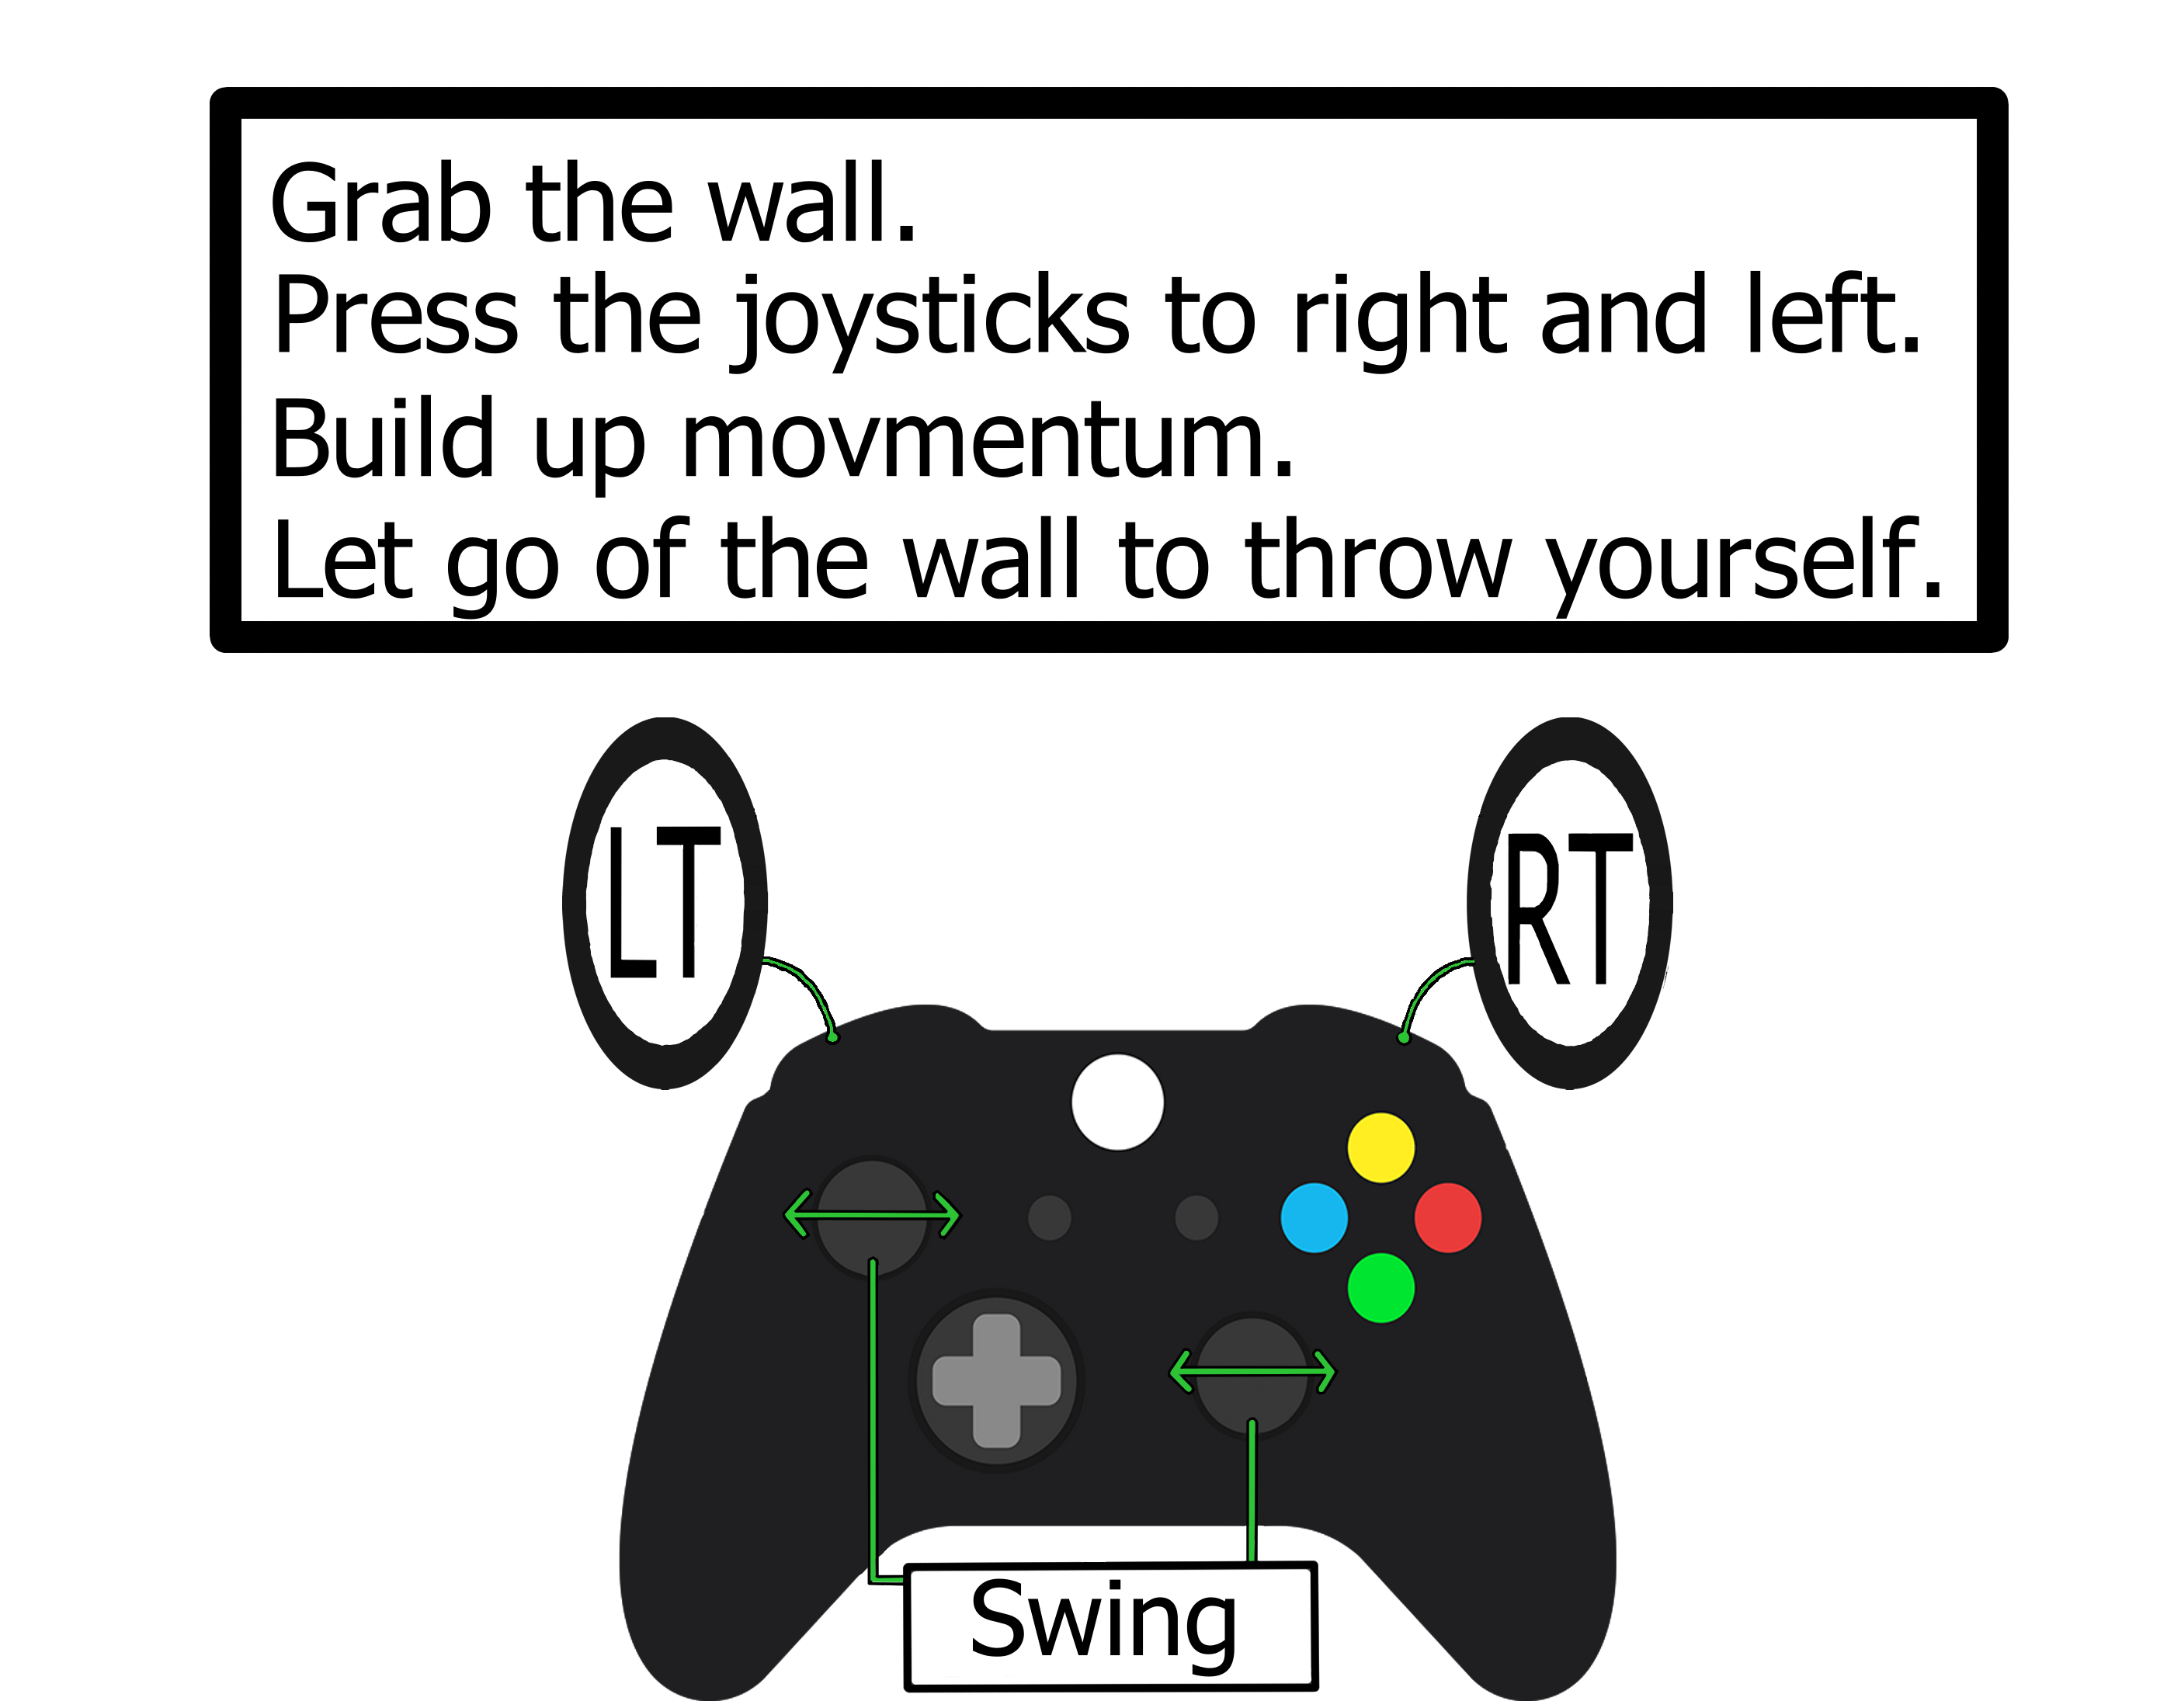 Grab the wall.
Press the joysticks to right and left.
Build up movmentum.
Let go of the wall to throw yourself.
LT
RT
Swing